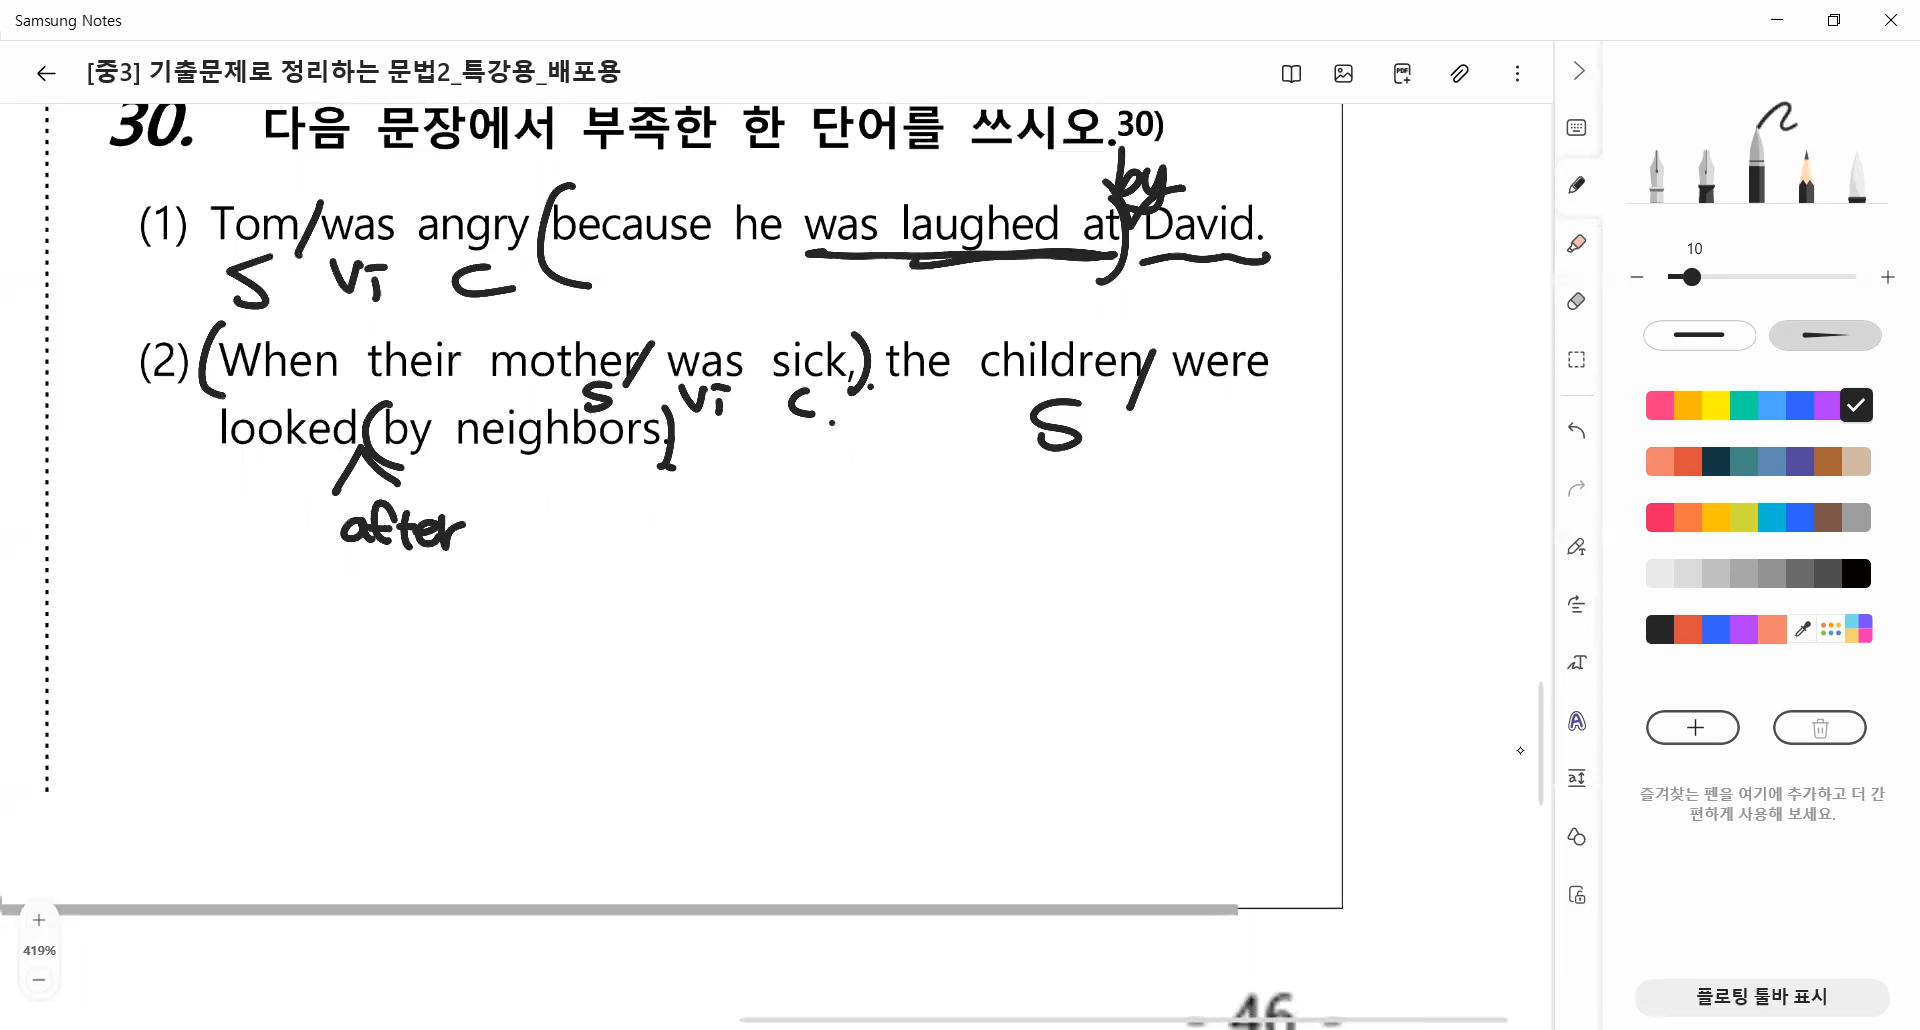 Samsung Notes
[중3] 기출문제로 정리하는 문법2_특강용_배포용
30. 다음 문장에서 부족한 한 단어를 쓰시오.30)
by
(1) Tom/was angry (because he was laughed at) David.
S Vi C
(2) (When their mother/ was sick,). the children/ were
S Vi C. S
looked (by neighbors.)
after
10
419%
즐겨찾는 펜을 여기에 추가하고 더 간
편하게 사용해 보세요.
플로팅 툴바 표시
- 46 -